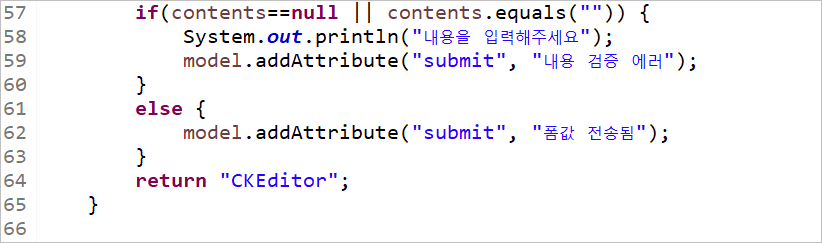 57 if(contents==null || contents.equals("")) {
58 System.out.println("내용을 입력해주세요");
59 model.addAttribute("submit", "내용 검증 에러");
60 }
61 else {
62 model.addAttribute("submit", "폼값 전송됨");
63 }
64 return "CKEditor";
65 }
66